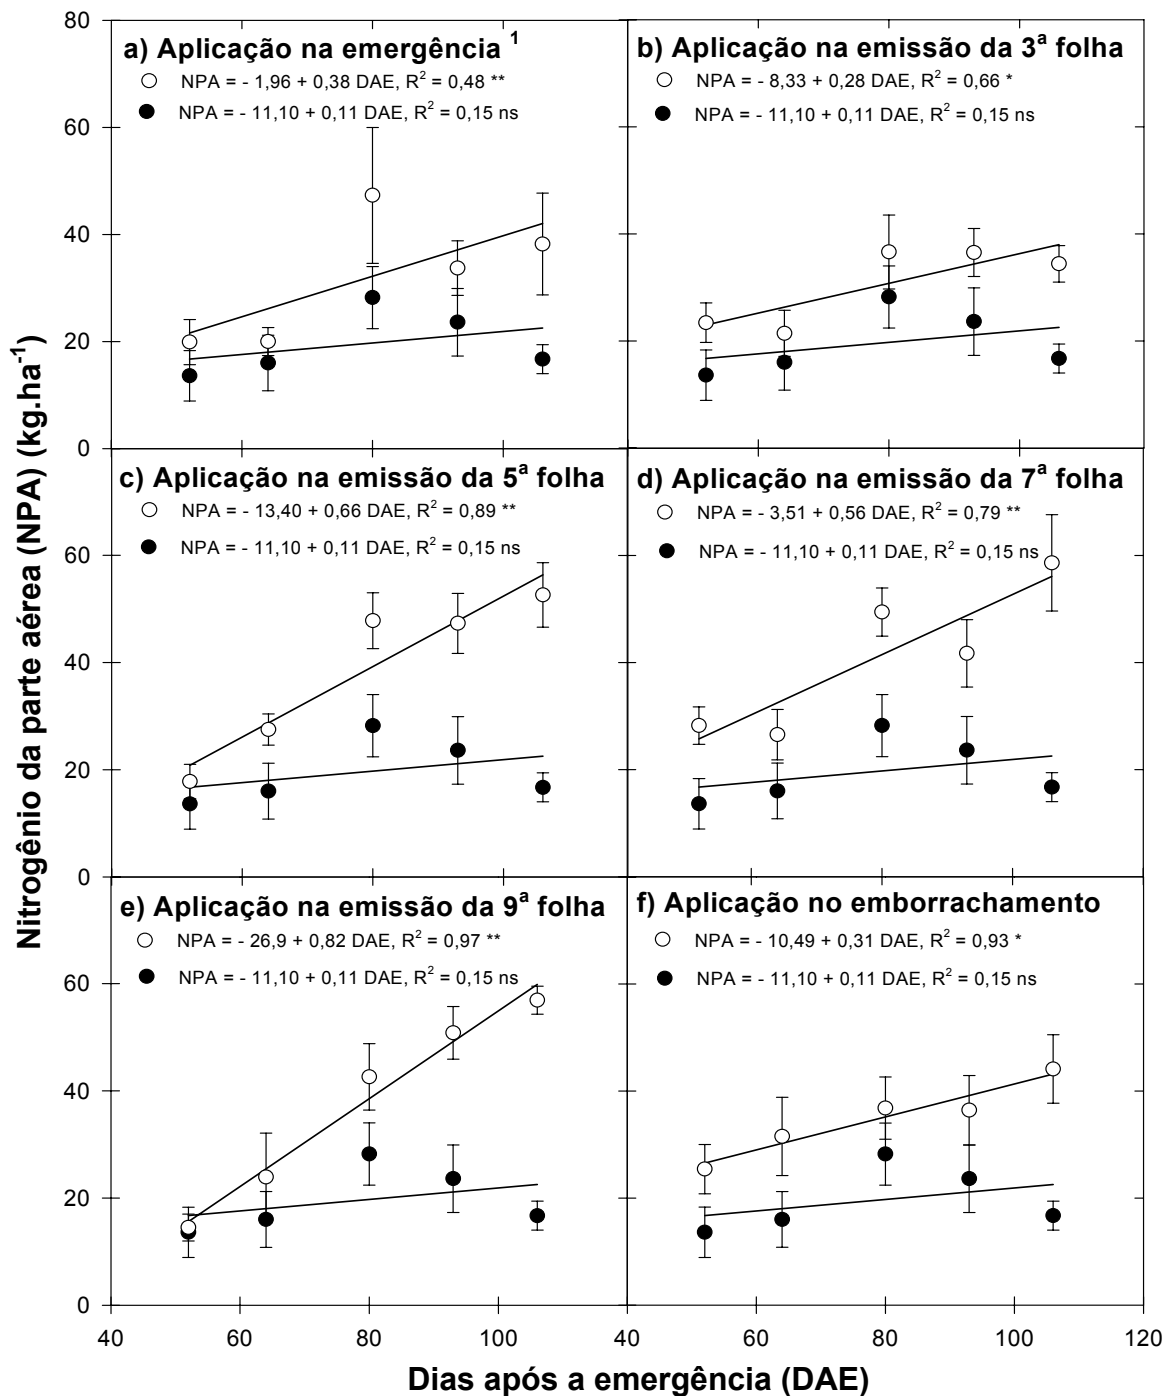 Nitrogênio da parte aérea (NPA) (kg.ha⁻¹)
80
60
40
20
0
a) Aplicação na emergência ¹
NPA = - 1,96 + 0,38 DAE, R² = 0,48 **
NPA = - 11,10 + 0,11 DAE, R² = 0,15 ns
b) Aplicação na emissão da 3ª folha
NPA = - 8,33 + 0,28 DAE, R² = 0,66 *
NPA = - 11,10 + 0,11 DAE, R² = 0,15 ns
60
40
20
0
c) Aplicação na emissão da 5ª folha
NPA = - 13,40 + 0,66 DAE, R² = 0,89 **
NPA = - 11,10 + 0,11 DAE, R² = 0,15 ns
d) Aplicação na emissão da 7ª folha
NPA = - 3,51 + 0,56 DAE, R² = 0,79 **
NPA = - 11,10 + 0,11 DAE, R² = 0,15 ns
60
40
20
0
e) Aplicação na emissão da 9ª folha
NPA = - 26,9 + 0,82 DAE, R² = 0,97 **
NPA = - 11,10 + 0,11 DAE, R² = 0,15 ns
f) Aplicação no emborrachamento
NPA = - 10,49 + 0,31 DAE, R² = 0,93 *
NPA = - 11,10 + 0,11 DAE, R² = 0,15 ns
40 60 80 100 40 60 80 100 120
Dias após a emergência (DAE)